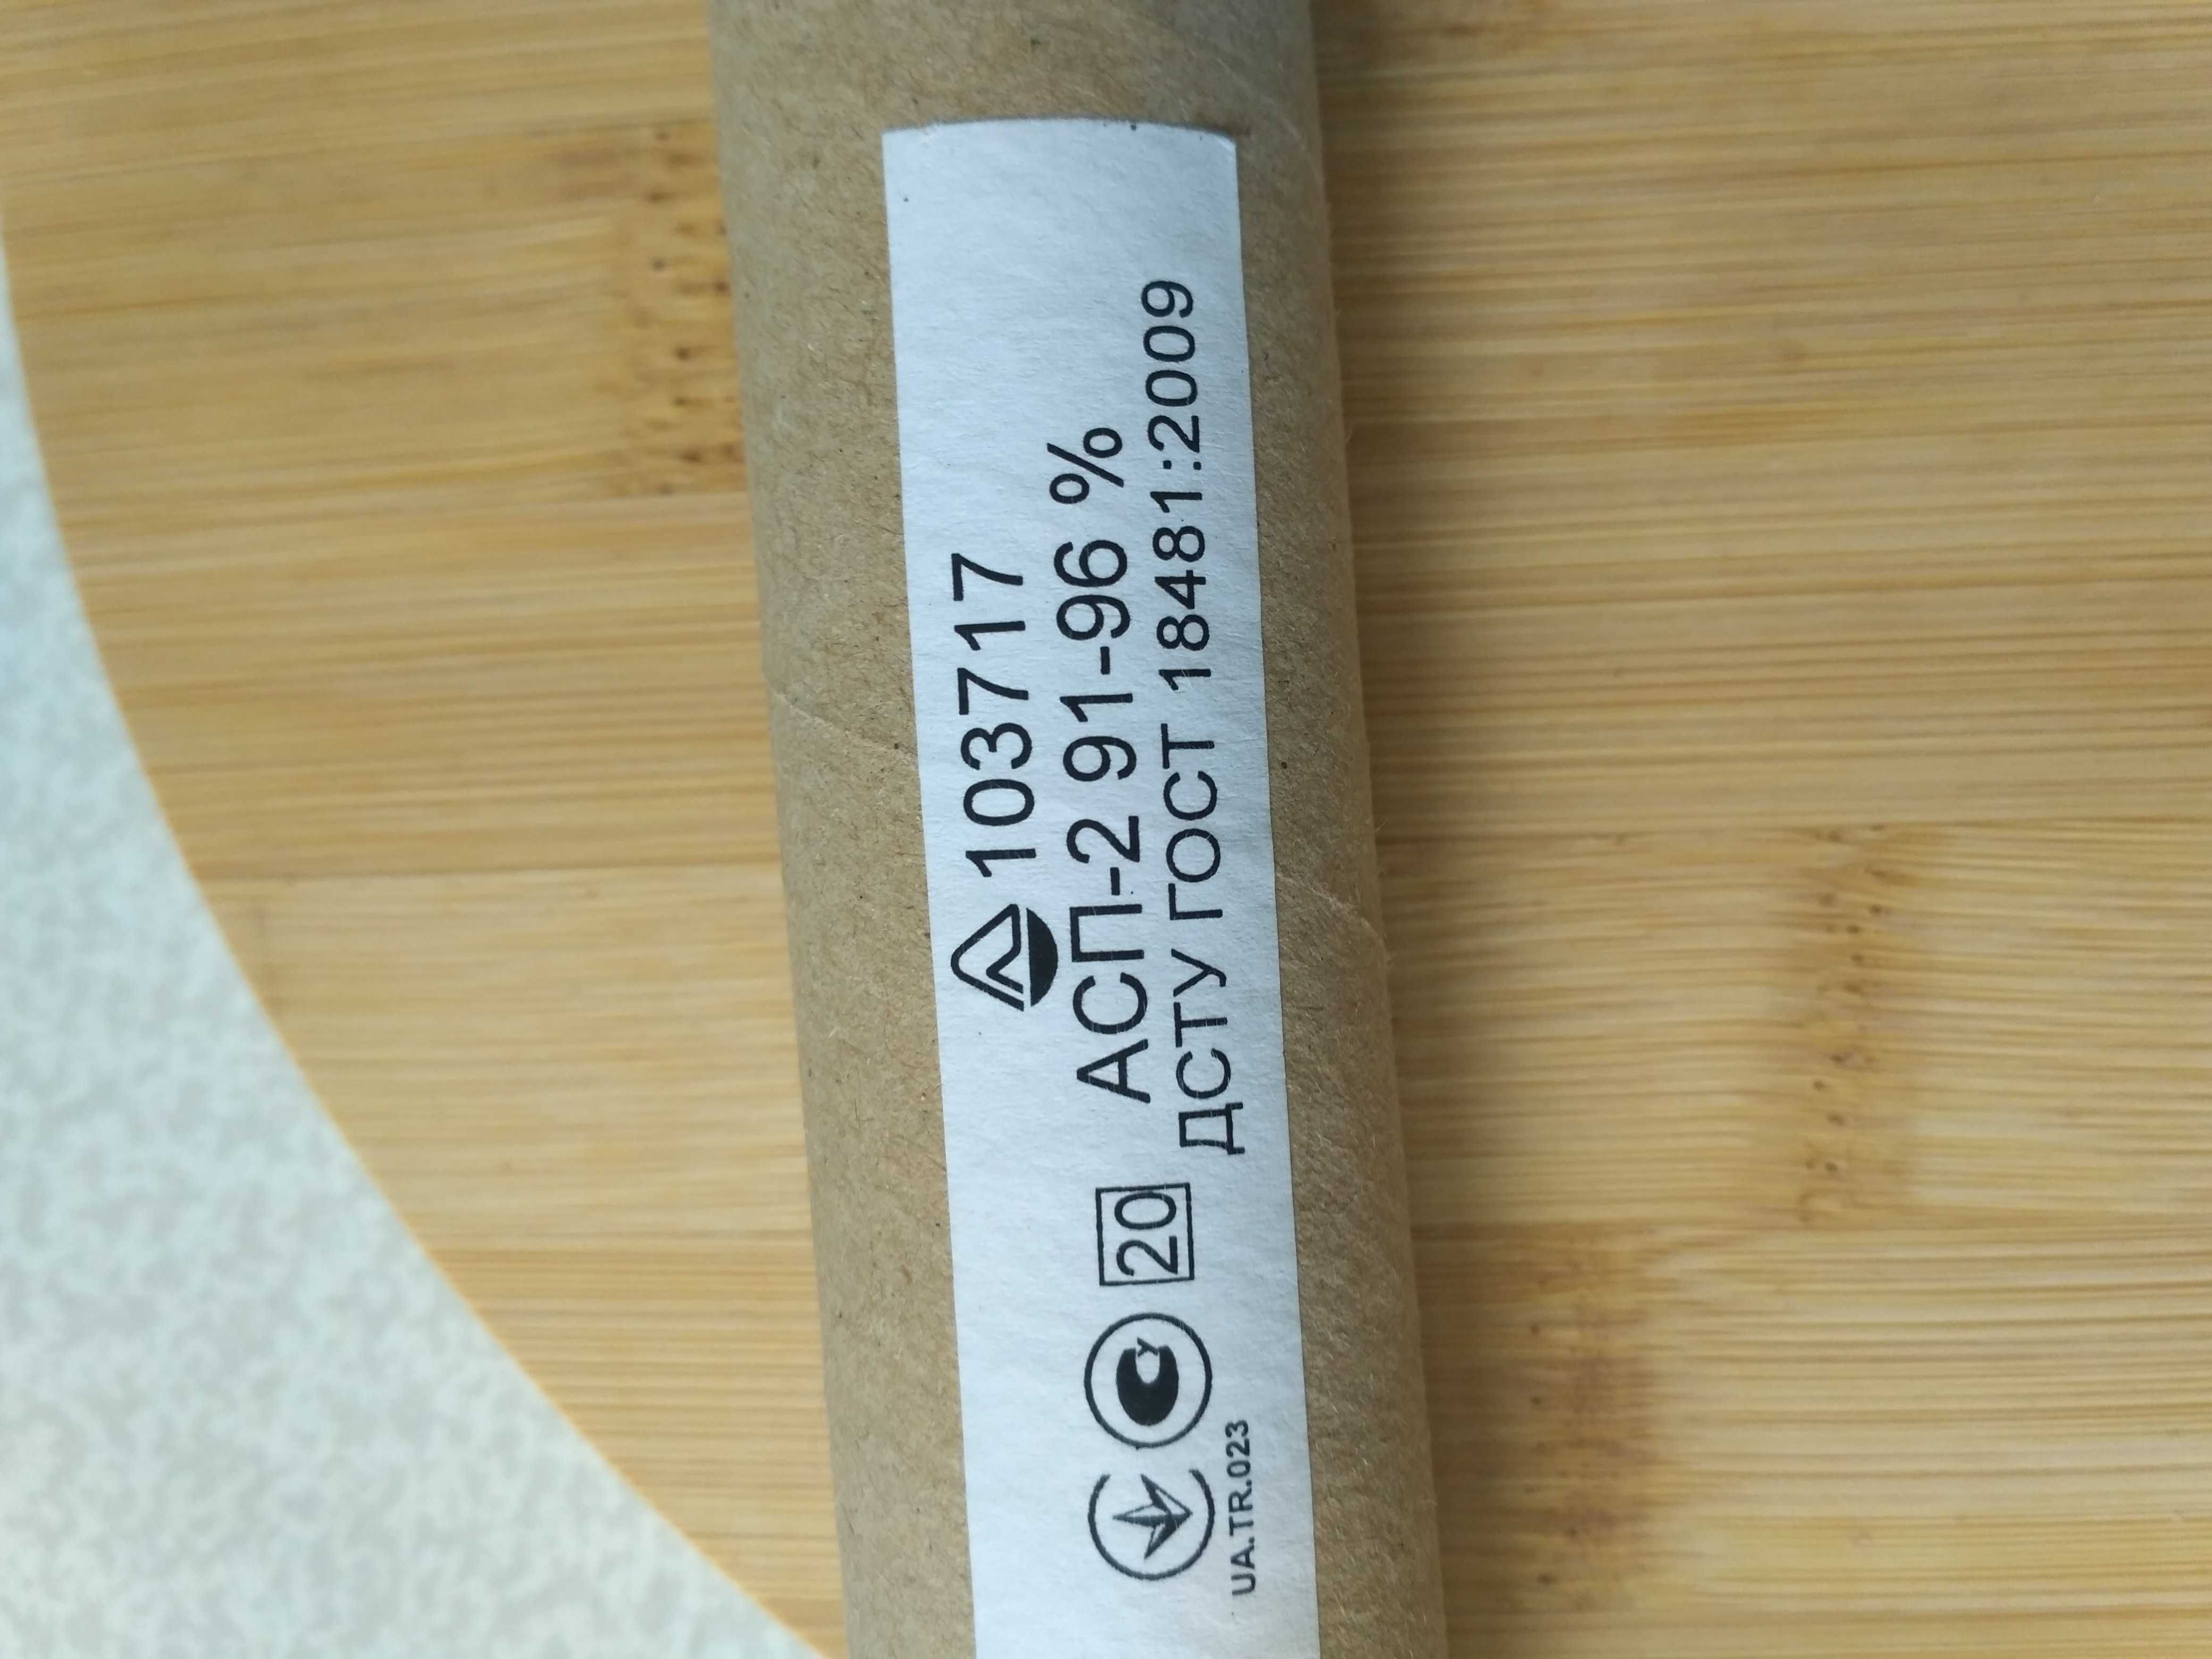 103717
АСП-2 91-96 %
20
ДСТУ ГОСТ 18481:2009
UA.TR.023